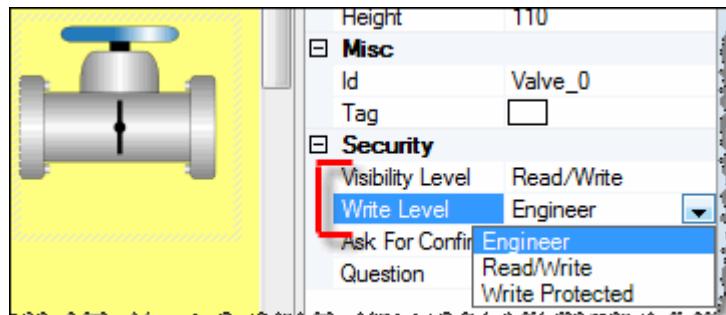 Height 110
Misc
Id Valve_0
Tag
Security
Visibility Level Read/Write
Write Level Engineer
Ask For Confir
Engineer
Question
Read/Write
Write Protected